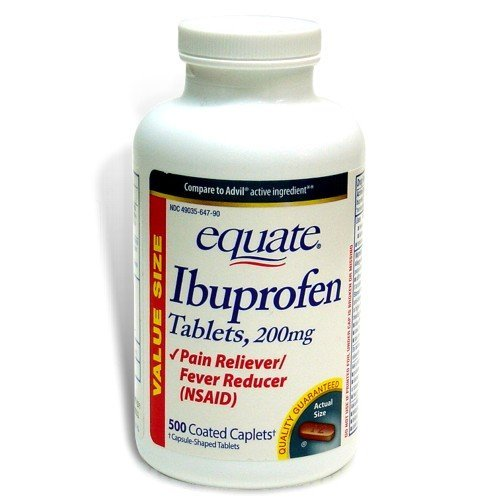 Compare to Advil® active ingredient**
NDC 49035-647-90
VALUE SIZE
equate®
Ibuprofen
Tablets, 200mg
✓Pain Reliever/
Fever Reducer
(NSAID)
500 Coated Caplets†
†Capsule-Shaped Tablets
QUALITY GUARANTEED
Actual
Size
I-2